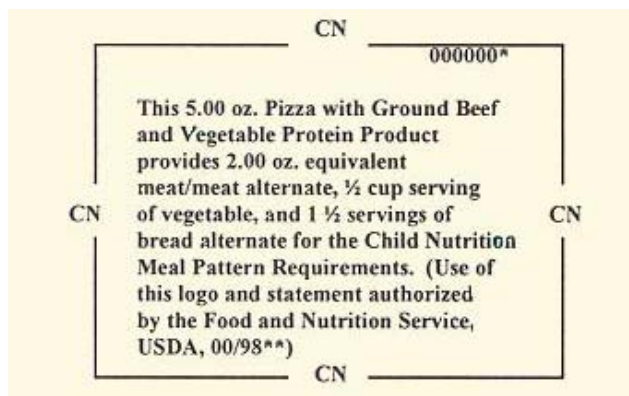 CN
000000*
This 5.00 oz. Pizza with Ground Beef
and Vegetable Protein Product
provides 2.00 oz. equivalent
meat/meat alternate, ½ cup serving
CN of vegetable, and 1 ½ servings of CN
bread alternate for the Child Nutrition
Meal Pattern Requirements. (Use of
this logo and statement authorized
by the Food and Nutrition Service,
USDA, 00/98**)
CN